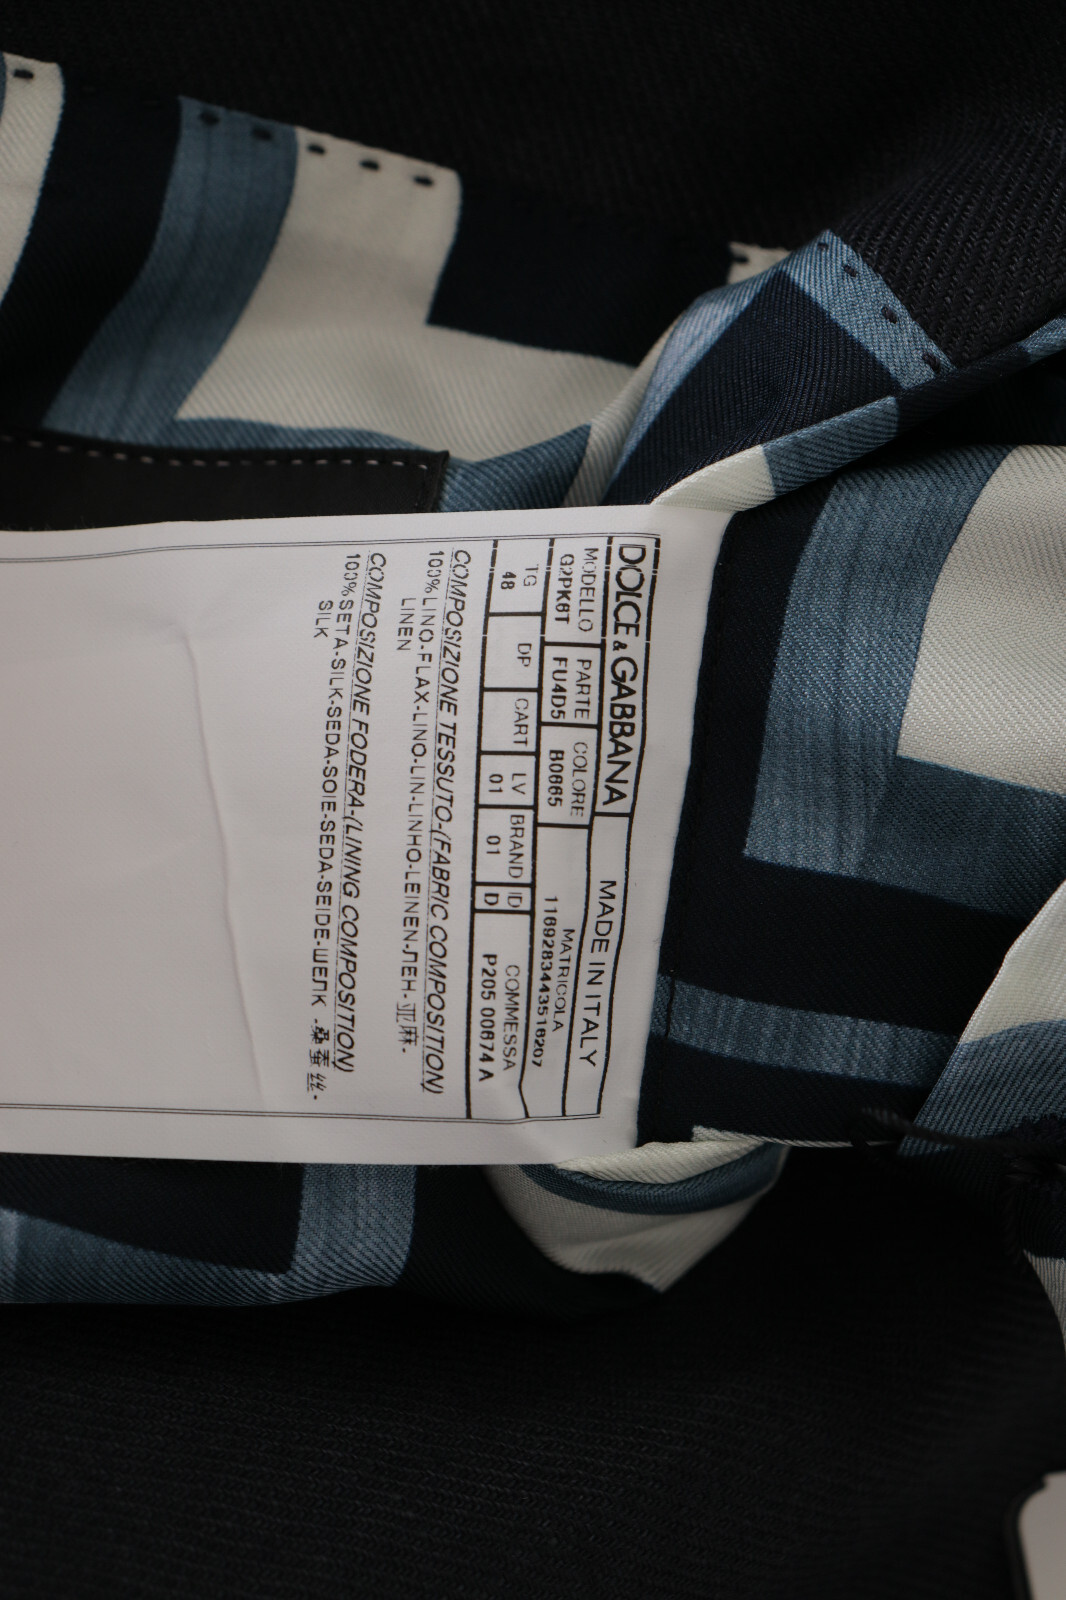 DOLCE & GABBANA MADE IN ITALY
MODELLO PARTE COLORE MATRICOLA
G2PK6T FU4D5 B0665 1169283443516207
TG DP CART LV BRAND ID COMMESSA
48 01 01 D P205 00674 A
COMPOSIZIONE TESSUTO-(FABRIC COMPOSITION)
100%LINO-FLAX-LINO-LIN-LINHO-LEINEN-ЛЕН-亚麻-
LINEN
COMPOSIZIONE FODERA-(LINING COMPOSITION)
100%SETA-SILK-SEDA-SOIE-SEDA-SEIDE-ШЕЛК -桑蚕丝-
SILK